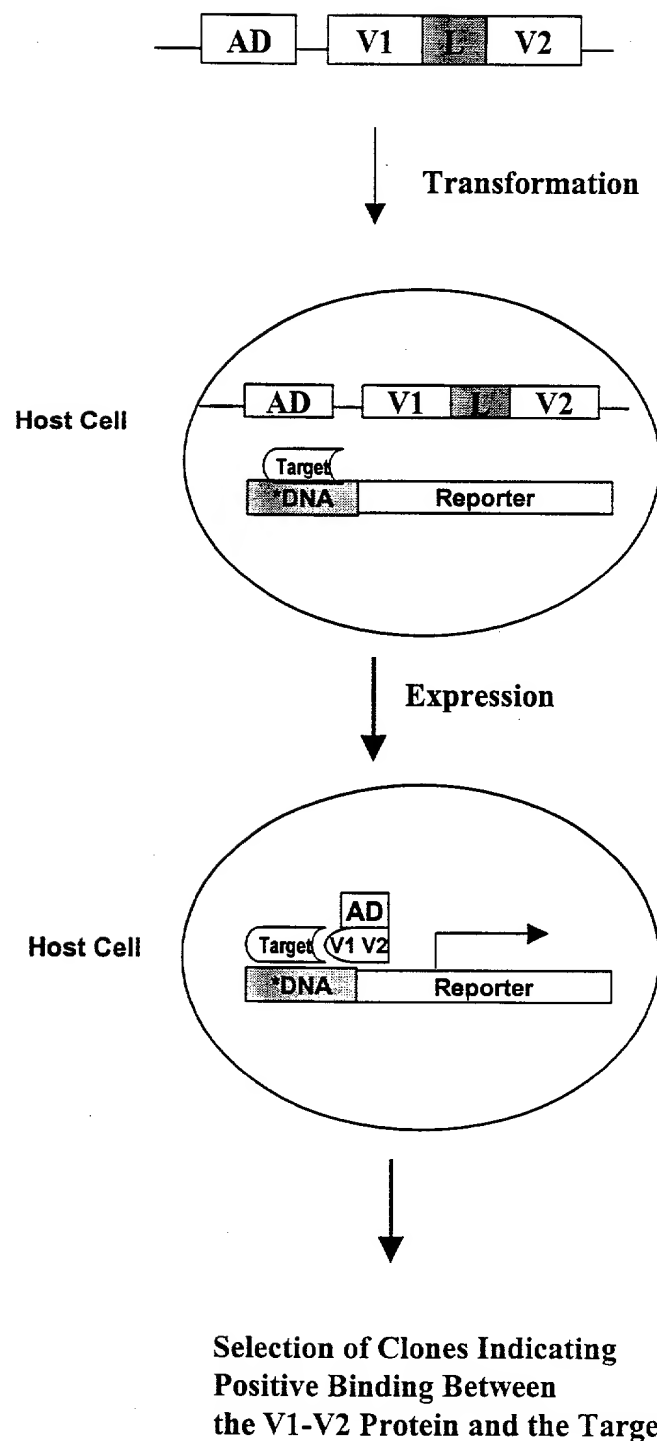 AD V1 L V2
Transformation
Host Cell
AD V1 L V2
Target
*DNA Reporter
Expression
Host Cell
AD
Target V1 V2
*DNA Reporter
Selection of Clones Indicating
Positive Binding Between
the V1-V2 Protein and the Targe